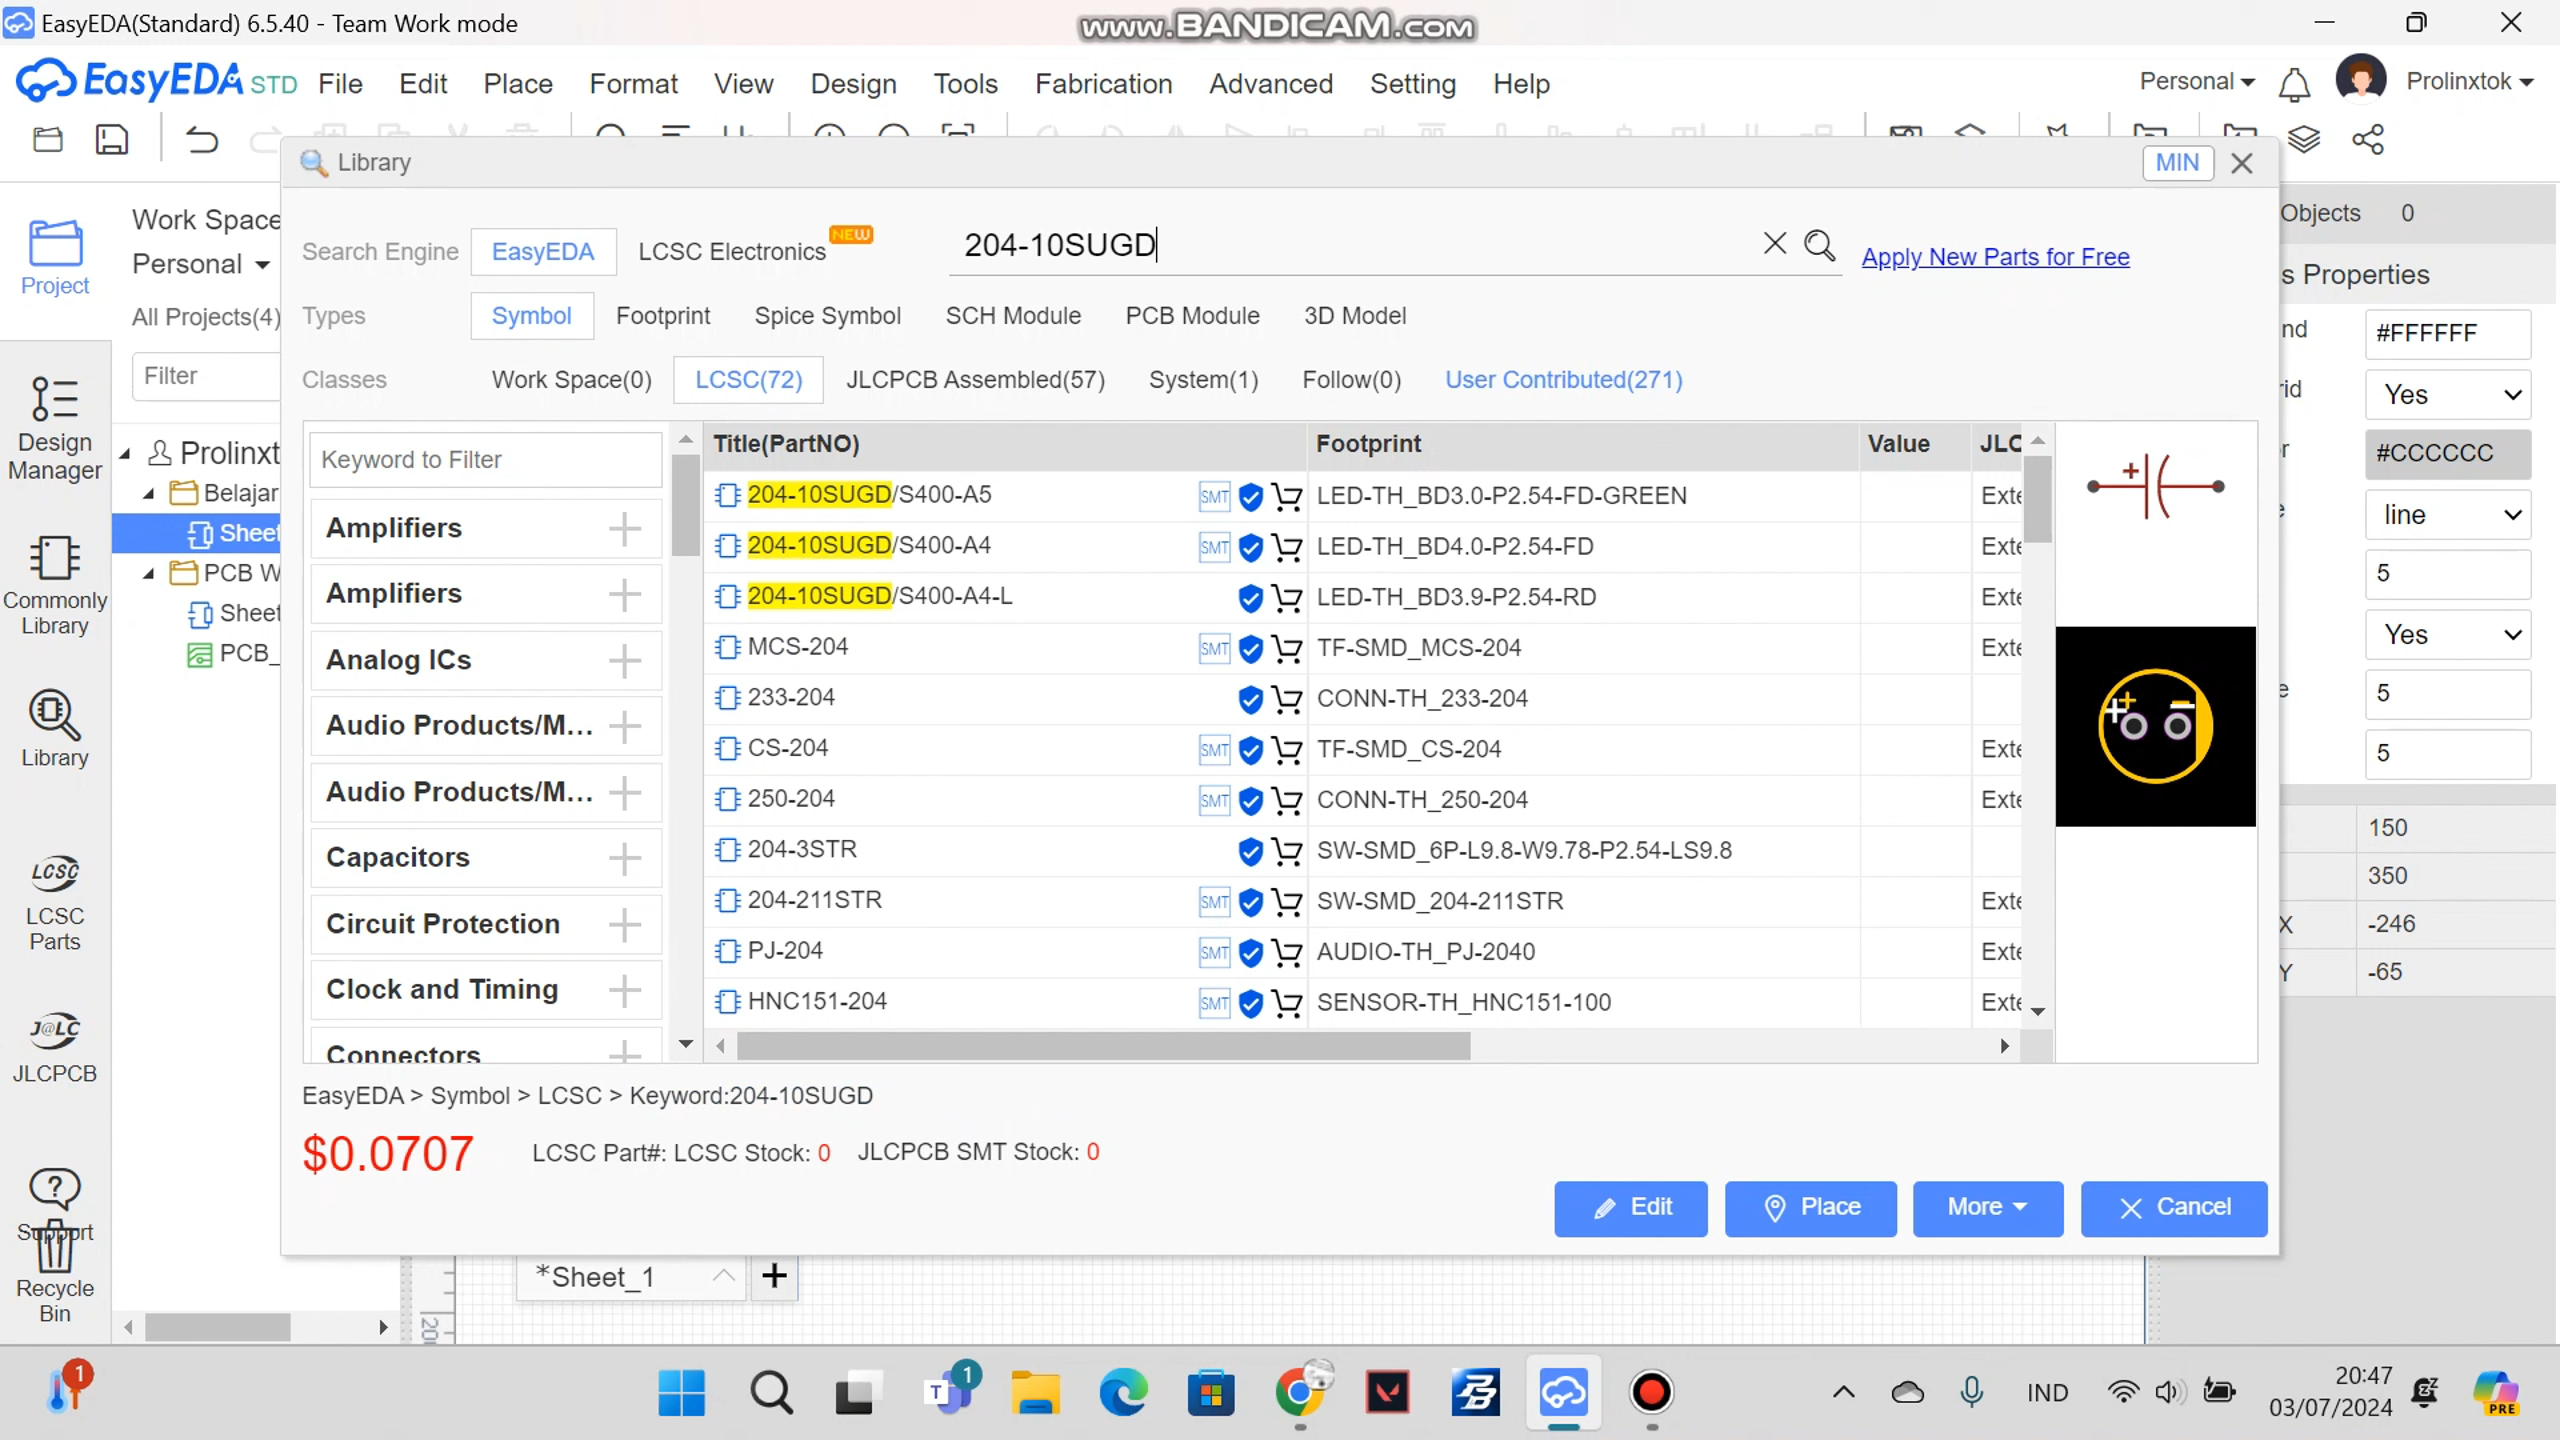 EasyEDA(Standard) 6.5.40 - Team Work mode
www.BANDICAM.com
EasyEDA STD File Edit Place Format View Design Tools Fabrication Advanced Setting Help
Personal Prolinxtok
Library
MIN
Work Space
Personal
All Projects(4)
Filter
Prolinxt
Belajar
Sheet
PCB W
Sheet
PCB_
Project
Design
Manager
Commonly
Library
Library
LCSC
LCSC
Parts
J@LC
JLCPCB
Support
Recycle
Bin
Search Engine EasyEDA LCSC Electronics NEW 204-10SUGD Apply New Parts for Free
Types Symbol Footprint Spice Symbol SCH Module PCB Module 3D Model
Classes Work Space(0) LCSC(72) JLCPCB Assembled(57) System(1) Follow(0) User Contributed(271)
Keyword to Filter
Amplifiers
Amplifiers
Analog ICs
Audio Products/M...
Audio Products/M...
Capacitors
Circuit Protection
Clock and Timing
Connectors
Title(PartNO) Footprint Value JLC
204-10SUGD/S400-A5 SMT LED-TH_BD3.0-P2.54-FD-GREEN Exte
204-10SUGD/S400-A4 SMT LED-TH_BD4.0-P2.54-FD Exte
204-10SUGD/S400-A4-L LED-TH_BD3.9-P2.54-RD Exte
MCS-204 SMT TF-SMD_MCS-204 Exte
233-204 CONN-TH_233-204
CS-204 SMT TF-SMD_CS-204 Exte
250-204 SMT CONN-TH_250-204 Exte
204-3STR SW-SMD_6P-L9.8-W9.78-P2.54-LS9.8
204-211STR SMT SW-SMD_204-211STR Exte
PJ-204 SMT AUDIO-TH_PJ-2040 Exte
HNC151-204 SMT SENSOR-TH_HNC151-100 Exte
EasyEDA > Symbol > LCSC > Keyword:204-10SUGD
$0.0707 LCSC Part#: LCSC Stock: 0 JLCPCB SMT Stock: 0
Edit Place More Cancel
Objects 0
s Properties
nd #FFFFFF
id Yes
r #CCCCCC
e line
5
Yes
e 5
5
150
350
X -246
Y -65
*Sheet_1
200
1
T 1
IND
20:47
03/07/2024
PRE